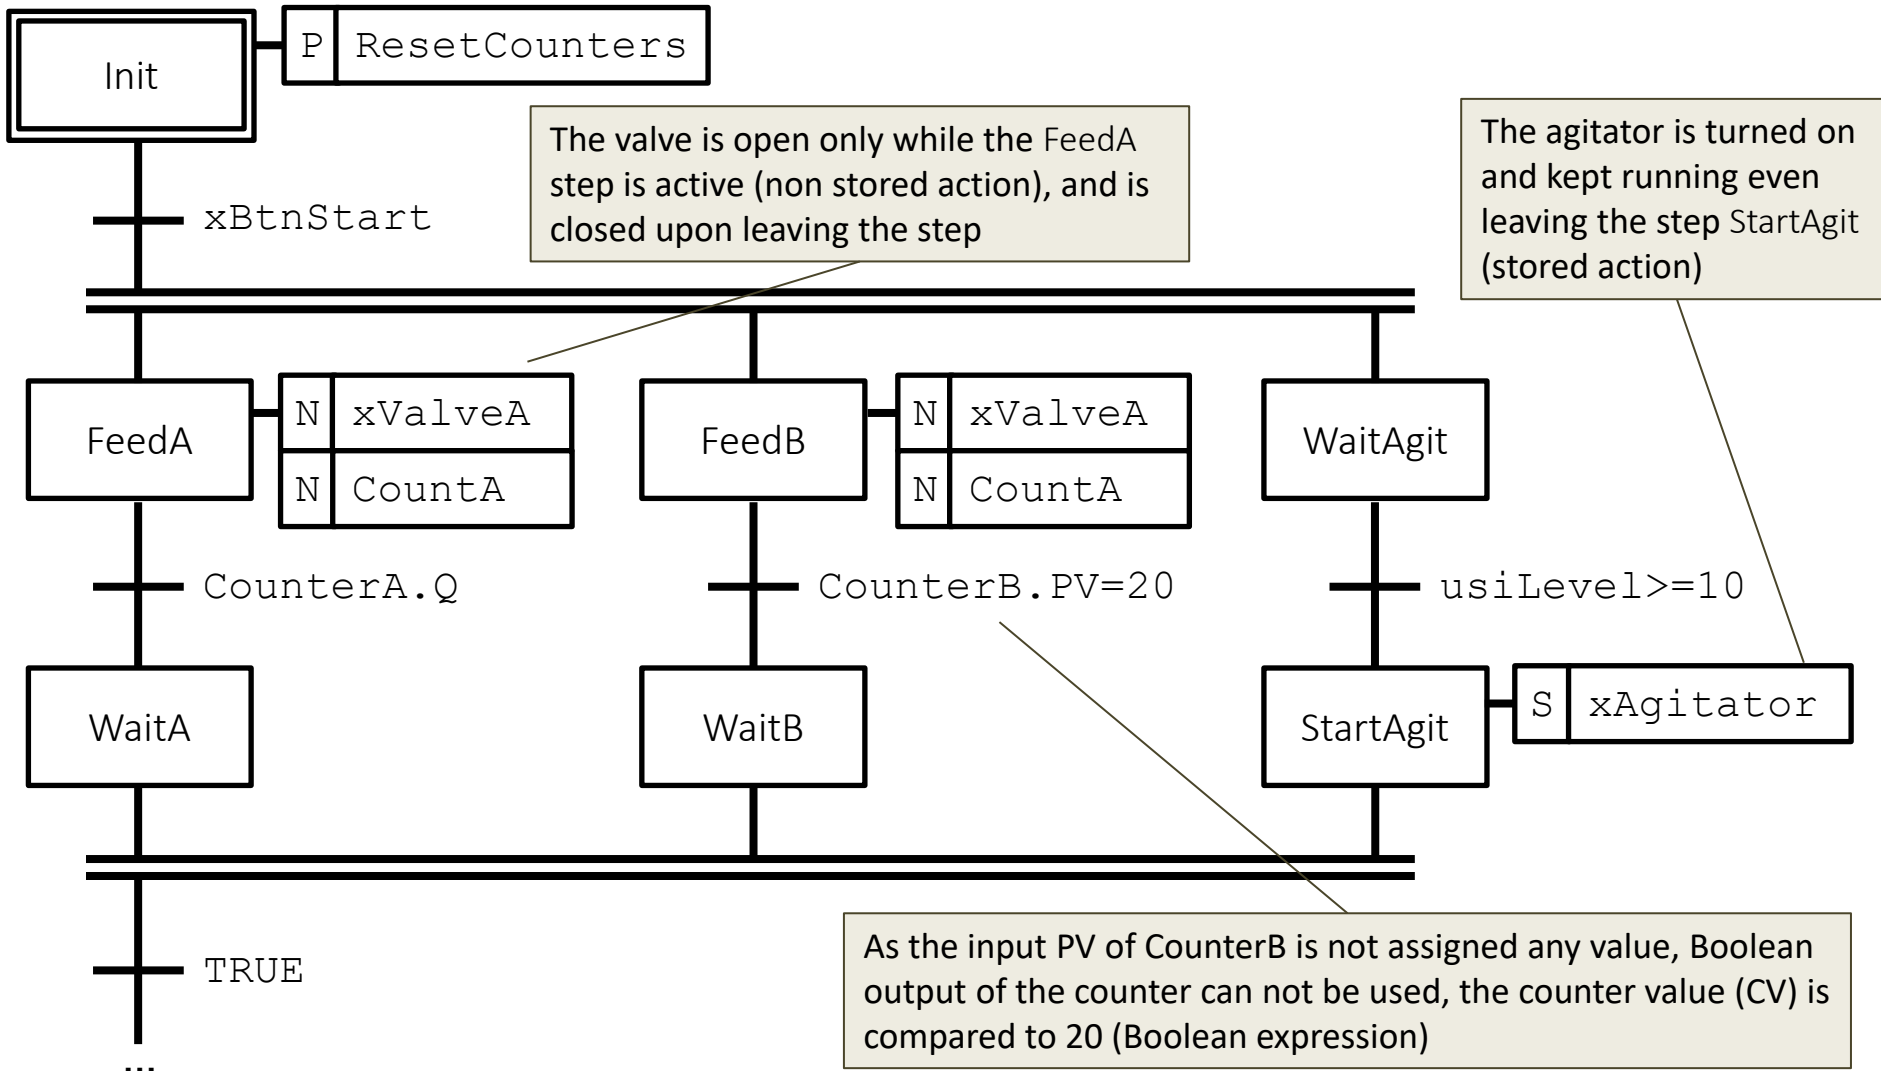 Init
P ResetCounters
xBtnStart
The valve is open only while the FeedA
step is active (non stored action), and is
closed upon leaving the step
The agitator is turned on
and kept running even
leaving the step StartAgit
(stored action)
FeedA
N xValveA
N CountA
FeedB
N xValveA
N CountA
WaitAgit
CounterA.Q
CounterB.PV=20
usiLevel>=10
WaitA
WaitB
StartAgit
S xAgitator
TRUE
As the input PV of CounterB is not assigned any value, Boolean
output of the counter can not be used, the counter value (CV) is
compared to 20 (Boolean expression)
...